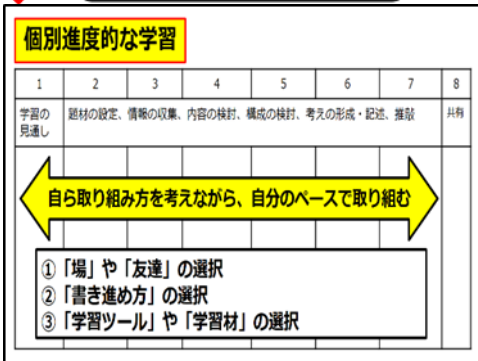 個別進度的な学習
1 2 3 4 5 6 7 8
学習の見通し 題材の設定、情報の収集、内容の検討、構成の検討、考えの形成・記述、推敲 共有
自ら取り組み方を考えながら、自分のペースで取り組む
①「場」や「友達」の選択
②「書き進め方」の選択
③「学習ツール」や「学習材」の選択